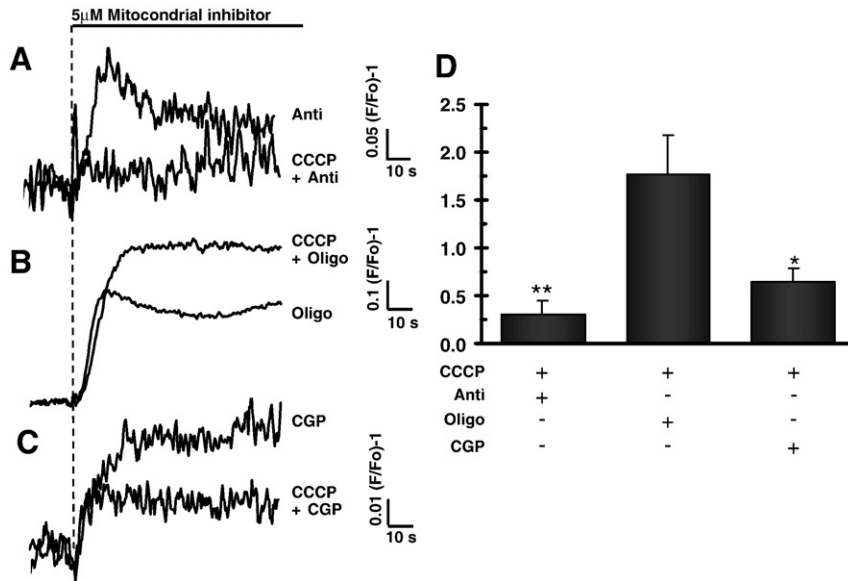 5μM Mitocondrial inhibitor
A
Anti
CCCP
+ Anti
0.05 (F/Fo)-1
10 s
B
CCCP
+ Oligo
Oligo
0.1 (F/Fo)-1
10 s
C
CGP
CCCP
+ CGP
0.01 (F/Fo)-1
10 s
D
2.5
2.0
1.5
1.0
0.5
0.0
**
*
CCCP + + +
Anti + - -
Oligo - + -
CGP - - +